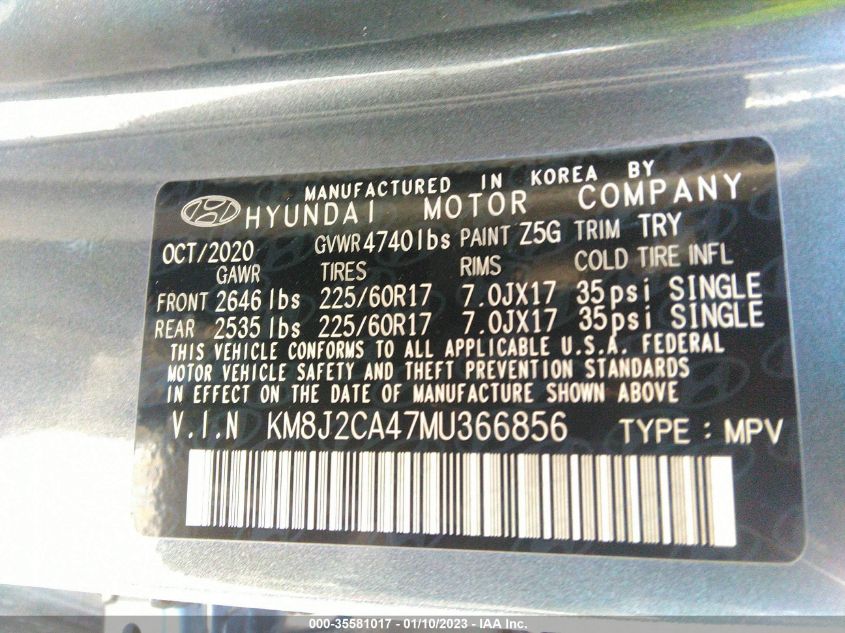 MANUFACTURED IN KOREA BY
HYUNDAI MOTOR COMPANY
OCT/2020 GVWR 4740lbs PAINT Z5G TRIM TRY
GAWR TIRES RIMS COLD TIRE INFL
FRONT 2646 lbs 225/60R17 7.0JX17 35psi SINGLE
REAR 2535 lbs 225/60R17 7.0JX17 35psi SINGLE
THIS VEHICLE CONFORMS TO ALL APPLICABLE U.S.A. FEDERAL
MOTOR VEHICLE SAFETY AND THEFT PREVENTION STANDARDS
IN EFFECT ON THE DATE OF MANUFACTURE SHOWN ABOVE
V.I.N KM8J2CA47MU366856 TYPE : MPV
000-35581017 - 01/10/2023 - IAA Inc.